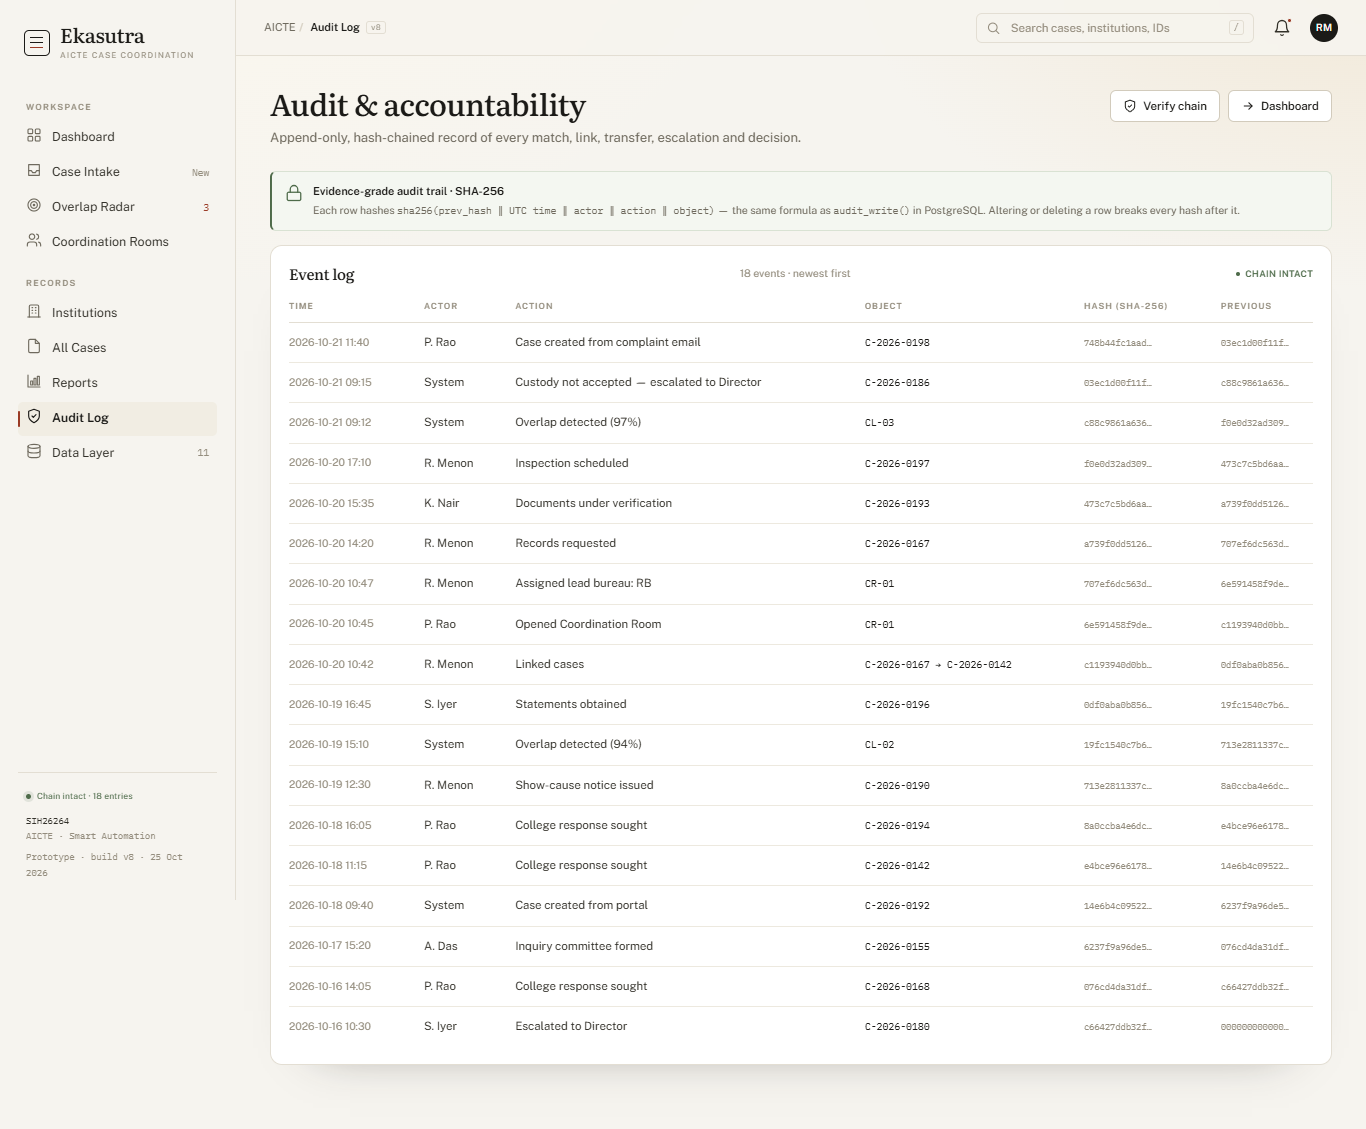 Ekasutra
AICTE CASE COORDINATION
WORKSPACE
Dashboard
Case Intake New
Overlap Radar 3
Coordination Rooms
RECORDS
Institutions
All Cases
Reports
Audit Log
Data Layer 11
Chain intact · 18 entries
SIH26264
AICTE · Smart Automation
Prototype · build v8 · 25 Oct
2026
AICTE / Audit Log v8
Search cases, institutions, IDs /
RM
Audit & accountability
Append-only, hash-chained record of every match, link, transfer, escalation and decision.
Verify chain
Dashboard
Evidence-grade audit trail · SHA-256
Each row hashes sha256(prev_hash ‖ UTC time ‖ actor ‖ action ‖ object) — the same formula as audit_write() in PostgreSQL. Altering or deleting a row breaks every hash after it.
Event log 18 events · newest first CHAIN INTACT
TIME ACTOR ACTION OBJECT HASH (SHA-256) PREVIOUS
2026-10-21 11:40 P. Rao Case created from complaint email C-2026-0198 748b44fc1aad… 03ec1d00f11f…
2026-10-21 09:15 System Custody not accepted — escalated to Director C-2026-0186 03ec1d00f11f… c88c9861a636…
2026-10-21 09:12 System Overlap detected (97%) CL-03 c88c9861a636… f0e0d32ad309…
2026-10-20 17:10 R. Menon Inspection scheduled C-2026-0197 f0e0d32ad309… 473c7c5bd6aa…
2026-10-20 15:35 K. Nair Documents under verification C-2026-0193 473c7c5bd6aa… a739f0dd5126…
2026-10-20 14:20 R. Menon Records requested C-2026-0167 a739f0dd5126… 707ef6dc563d…
2026-10-20 10:47 R. Menon Assigned lead bureau: RB CR-01 707ef6dc563d… 6e591458f9de…
2026-10-20 10:45 P. Rao Opened Coordination Room CR-01 6e591458f9de… c1193940d0bb…
2026-10-20 10:42 R. Menon Linked cases C-2026-0167 → C-2026-0142 c1193940d0bb… 0df0aba0b856…
2026-10-19 16:45 S. Iyer Statements obtained C-2026-0196 0df0aba0b856… 19fc1540c7b6…
2026-10-19 15:10 System Overlap detected (94%) CL-02 19fc1540c7b6… 713e2811337c…
2026-10-19 12:30 R. Menon Show-cause notice issued C-2026-0190 713e2811337c… 8a0ccba4e6dc…
2026-10-18 16:05 P. Rao College response sought C-2026-0194 8a0ccba4e6dc… e4bce96e6178…
2026-10-18 11:15 P. Rao College response sought C-2026-0142 e4bce96e6178… 14e6b4c09522…
2026-10-18 09:40 System Case created from portal C-2026-0192 14e6b4c09522… 6237f9a96de5…
2026-10-17 15:20 A. Das Inquiry committee formed C-2026-0155 6237f9a96de5… 076cd4da31df…
2026-10-16 14:05 P. Rao College response sought C-2026-0168 076cd4da31df… c66427ddb32f…
2026-10-16 10:30 S. Iyer Escalated to Director C-2026-0180 c66427ddb32f… 000000000000…